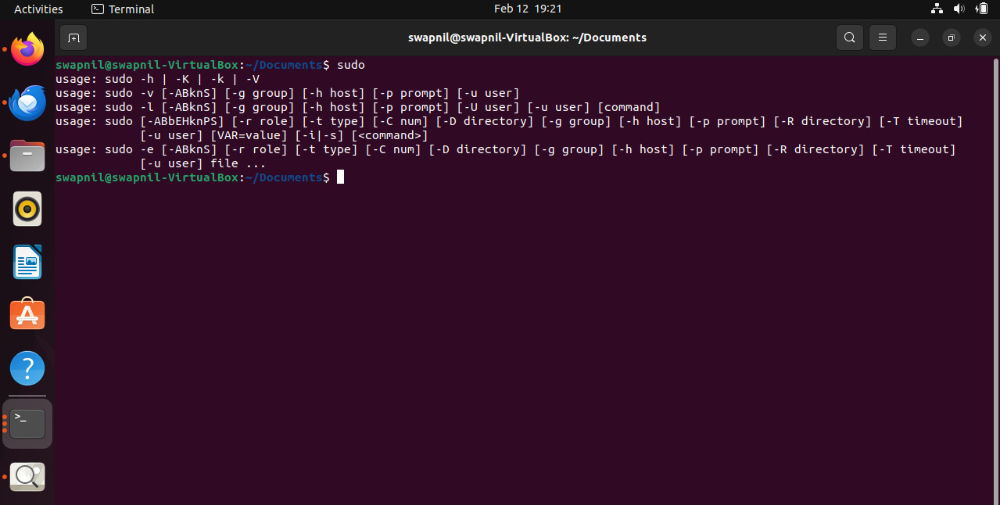 Activities
Terminal
Feb 12 19:21
swapnil@swapnil-VirtualBox: ~/Documents
swapnil@swapnil-VirtualBox:~/Documents$ sudo
usage: sudo -h | -K | -k | -V
usage: sudo -v [-ABknS] [-g group] [-h host] [-p prompt] [-u user]
usage: sudo -l [-ABknS] [-g group] [-h host] [-p prompt] [-U user] [-u user] [command]
usage: sudo [-ABbEHknPS] [-r role] [-t type] [-C num] [-D directory] [-g group] [-h host] [-p prompt] [-R directory] [-T timeout]
[-u user] [VAR=value] [-i|-s] [<command>]
usage: sudo -e [-ABknS] [-r role] [-t type] [-C num] [-D directory] [-g group] [-h host] [-p prompt] [-R directory] [-T timeout]
[-u user] file ...
swapnil@swapnil-VirtualBox:~/Documents$